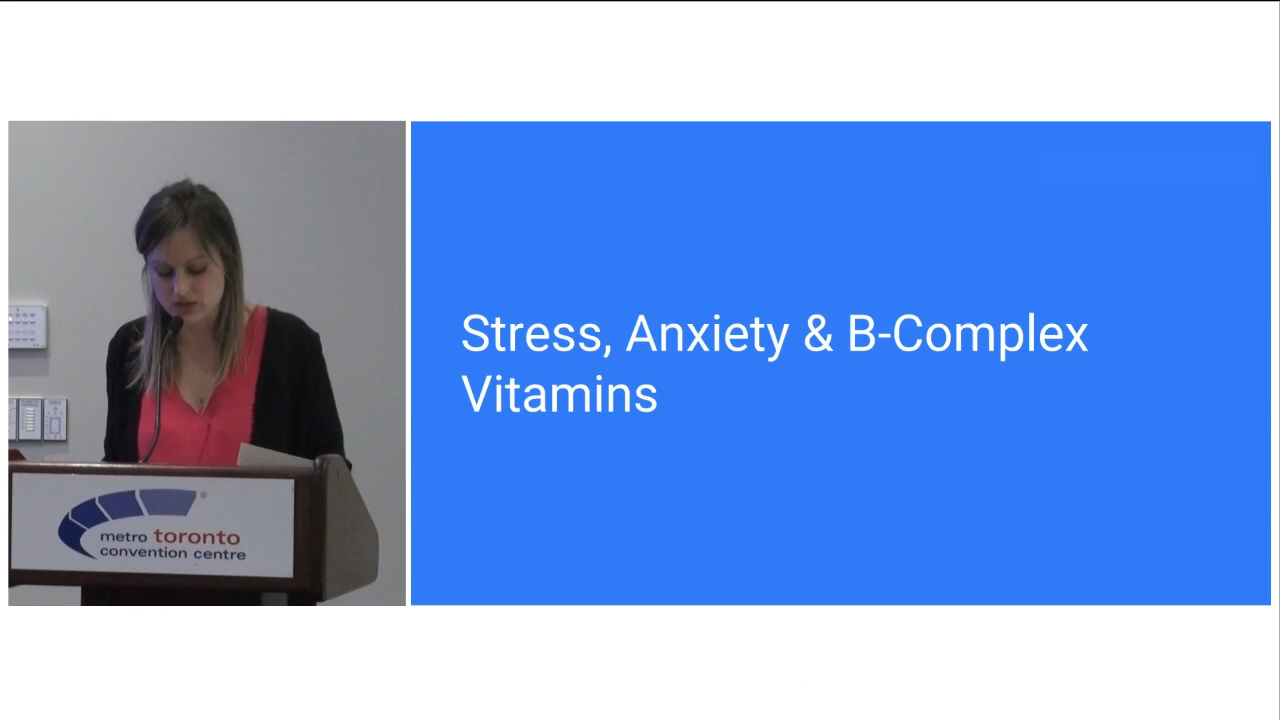 Stress, Anxiety & B-Complex
Vitamins
metro toronto
convention centre